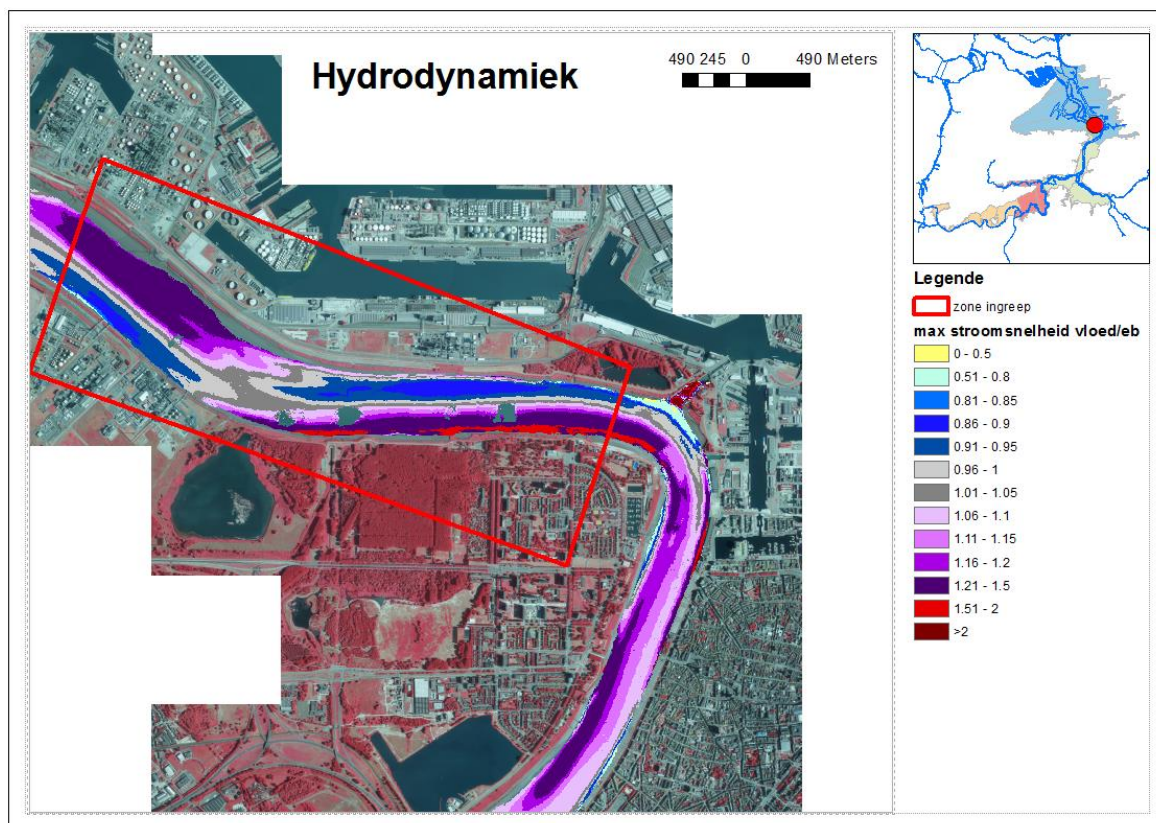 Hydrodynamiek
490 245 0 490 Meters
Legende
zone ingreep
max stroomsnelheid vloed/eb
0 - 0.5
0.51 - 0.8
0.81 - 0.85
0.86 - 0.9
0.91 - 0.95
0.96 - 1
1.01 - 1.05
1.06 - 1.1
1.11 - 1.15
1.16 - 1.2
1.21 - 1.5
1.51 - 2
>2